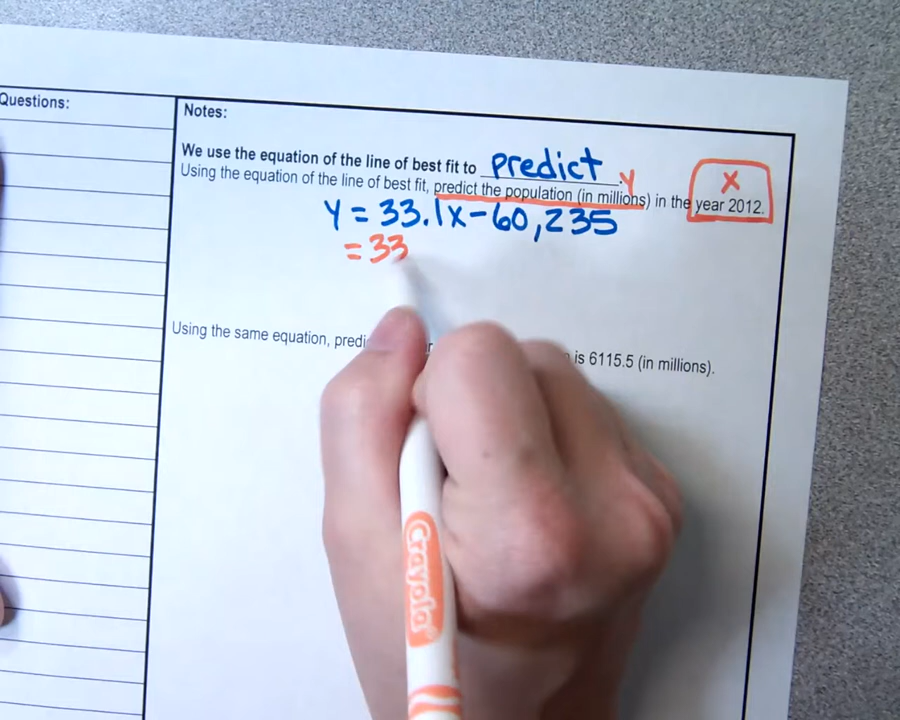 Questions:
Notes:
We use the equation of the line of best fit to predict.
Y
X
Using the equation of the line of best fit, predict the population (in millions) in the year 2012.
Y = 33.1x - 60,235
= 33
Using the same equation, is 6115.5 (in millions).
Crayola